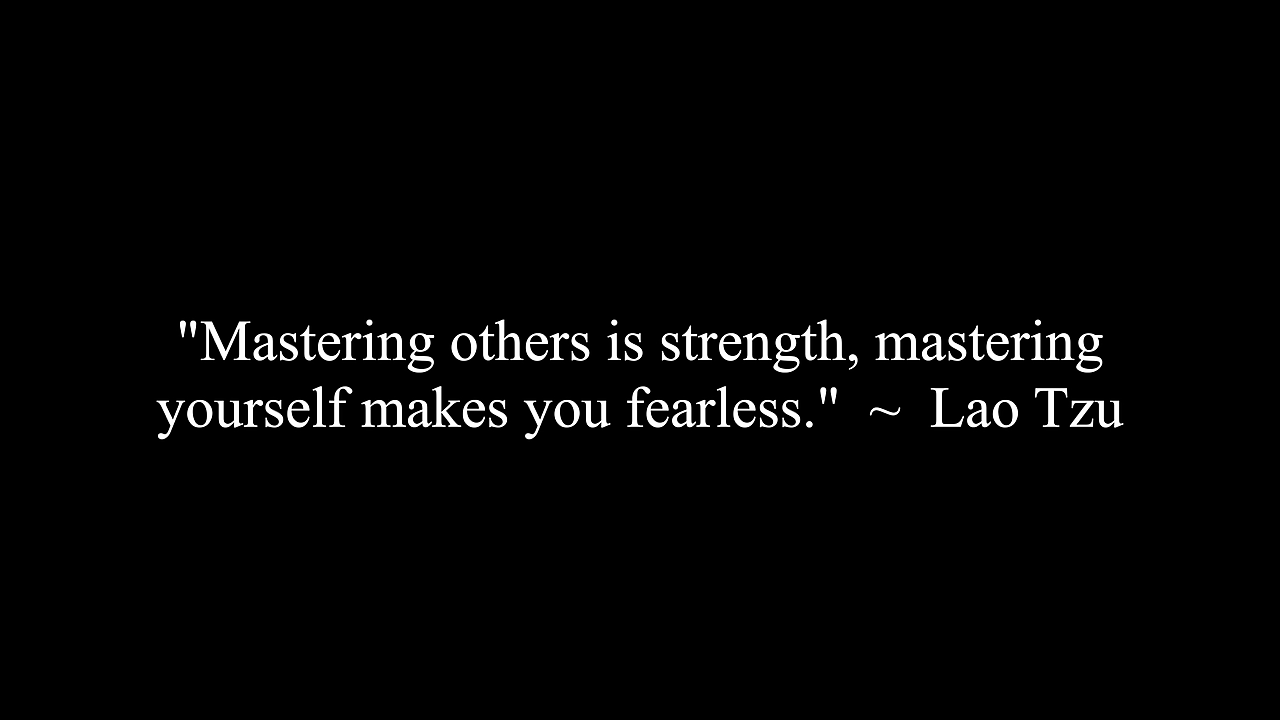 "Mastering others is strength, mastering
yourself makes you fearless."  ~  Lao Tzu